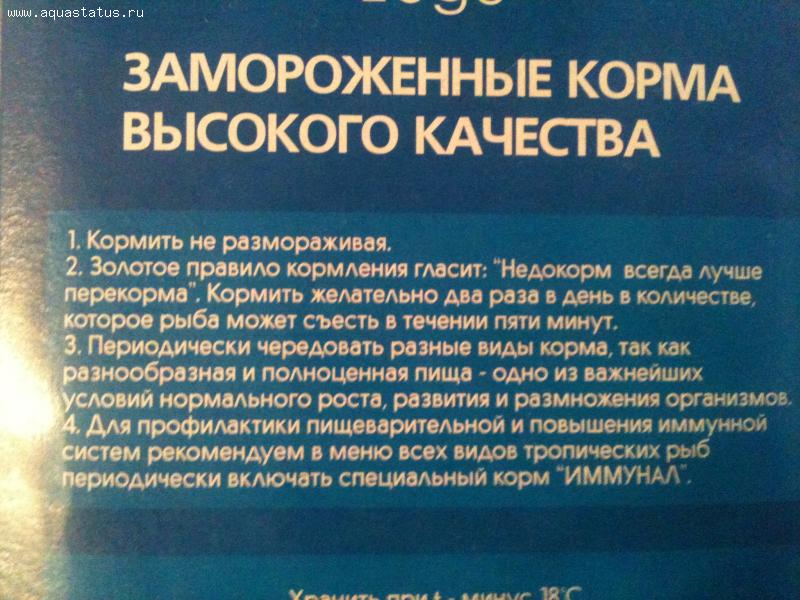 www.aquastatus.ru
ЗАМОРОЖЕННЫЕ КОРМА
ВЫСОКОГО КАЧЕСТВА
1. Кормить не размораживая.
2. Золотое правило кормления гласит: "Недокорм всегда лучше
перекорма". Кормить желательно два раза в день в количестве,
которое рыба может съесть в течении пяти минут.
3. Периодически чередовать разные виды корма, так как
разнообразная и полноценная пища - одно из важнейших
условий нормального роста, развития и размножения организмов.
4. Для профилактики пищеварительной и повышения иммунной
систем рекомендуем в меню всех видов тропических рыб
периодически включать специальный корм "ИММУНАЛ".
Хранить при t - минус 18°С